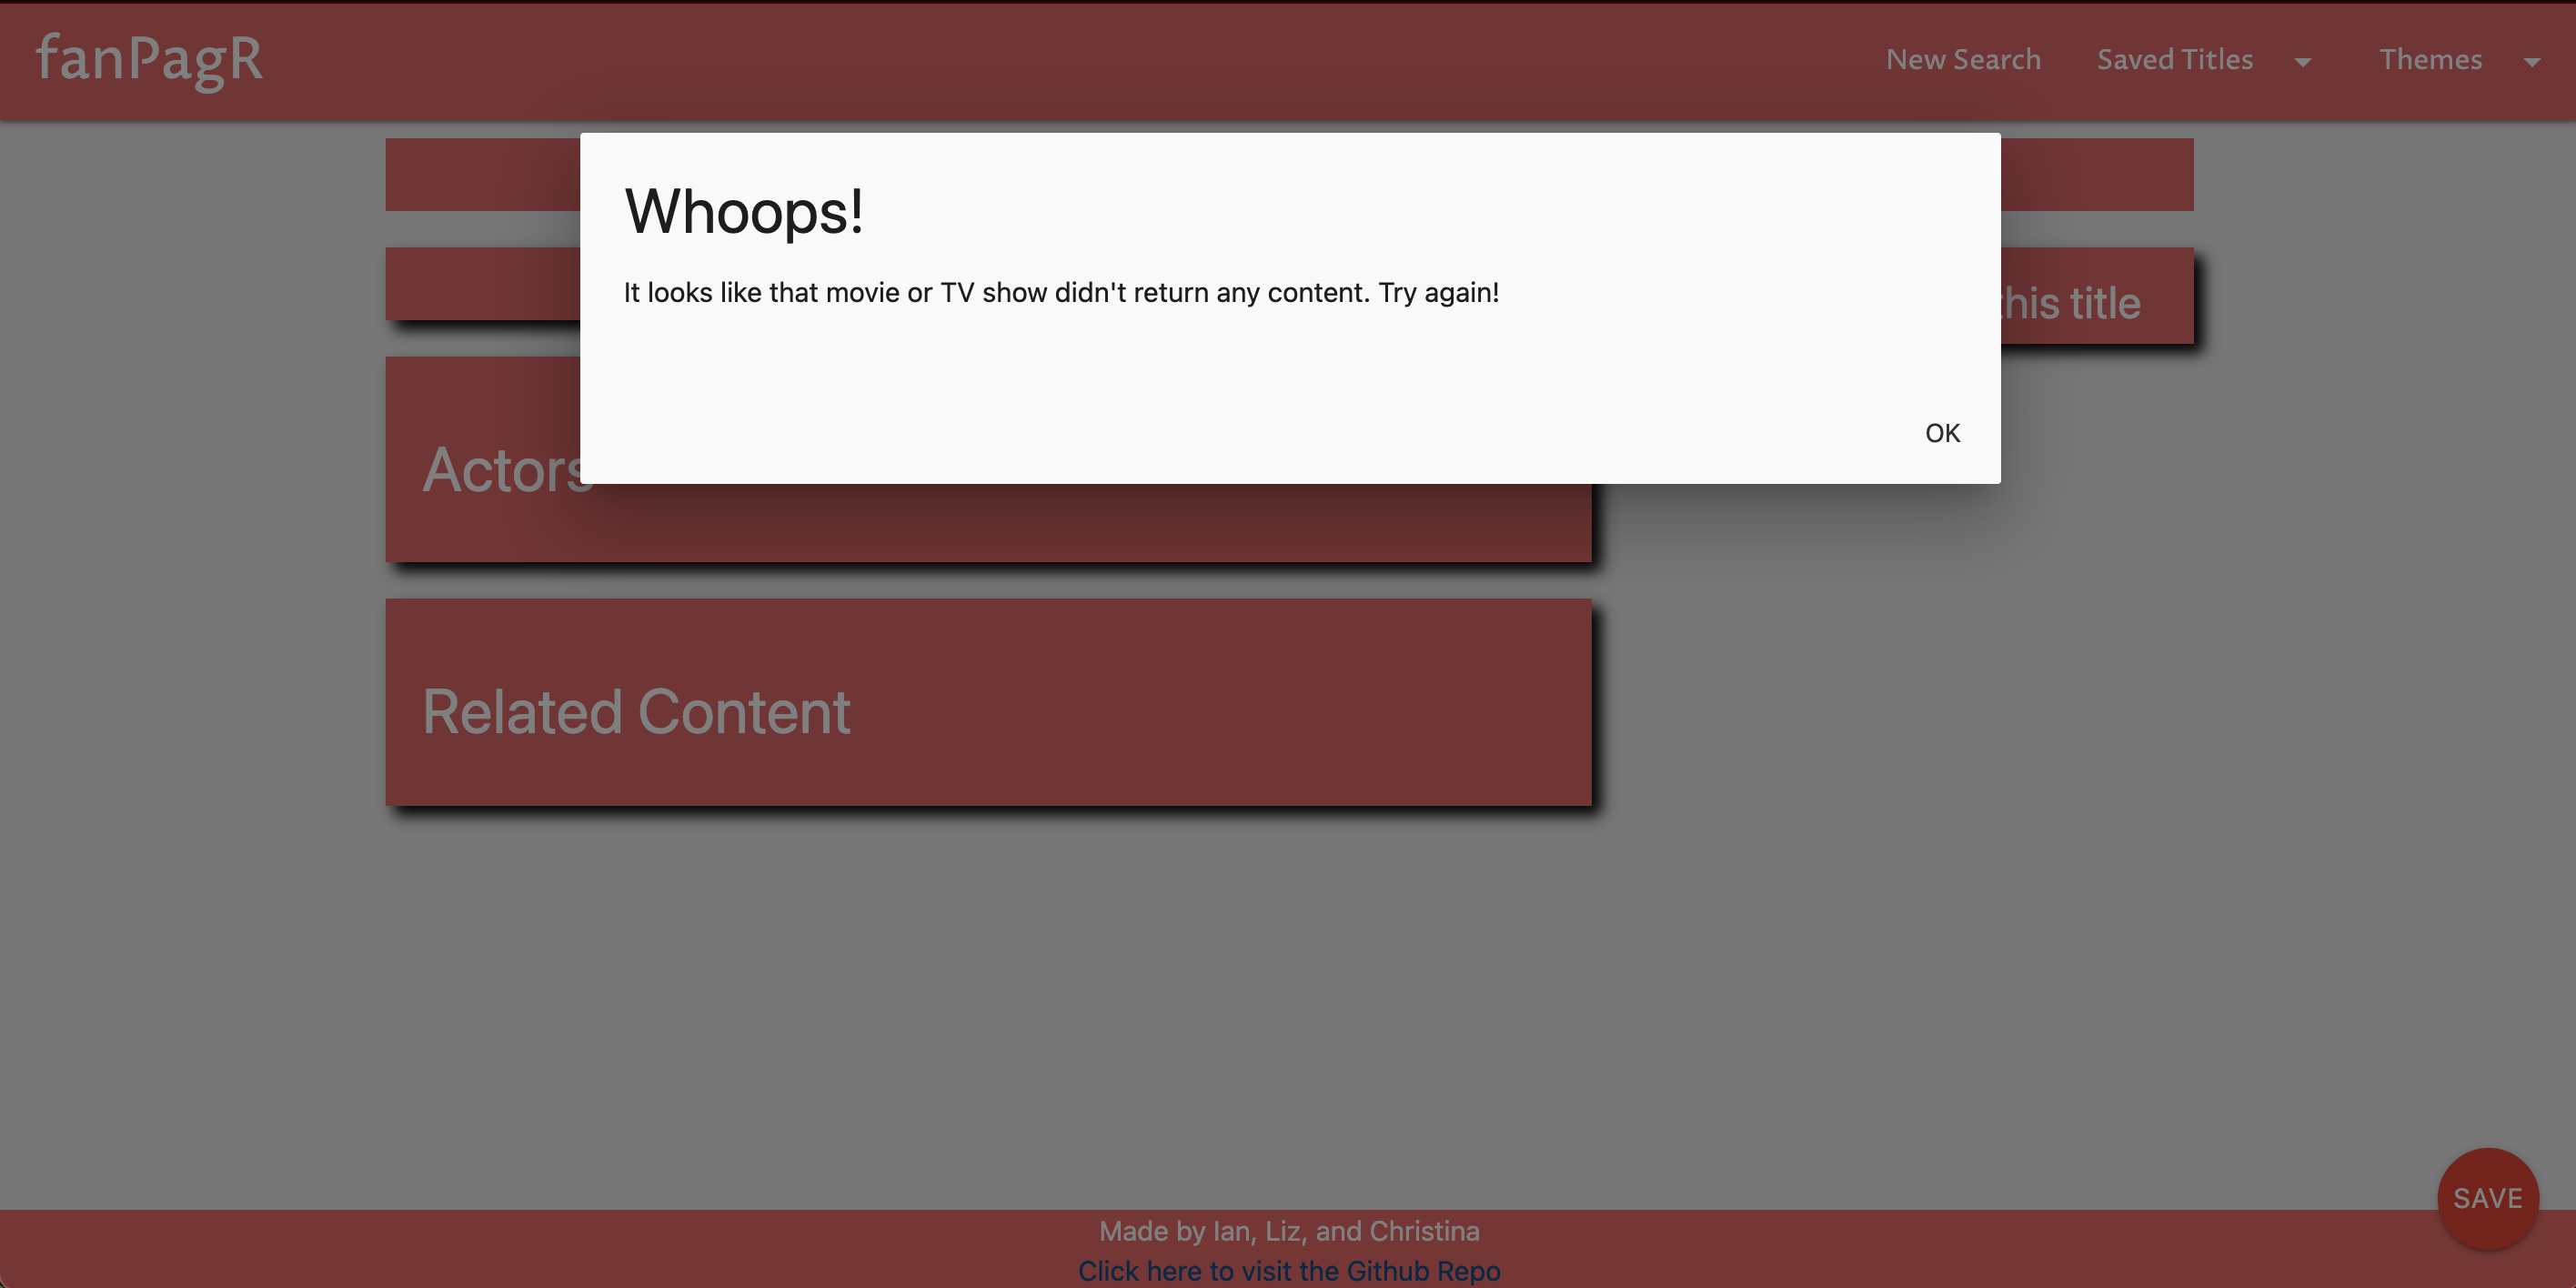 fanPagR
New Search
Saved Titles
Themes
Whoops!
It looks like that movie or TV show didn't return any content. Try again!
OK
this title
Actors
Related Content
SAVE
Made by Ian, Liz, and Christina
Click here to visit the Github Repo